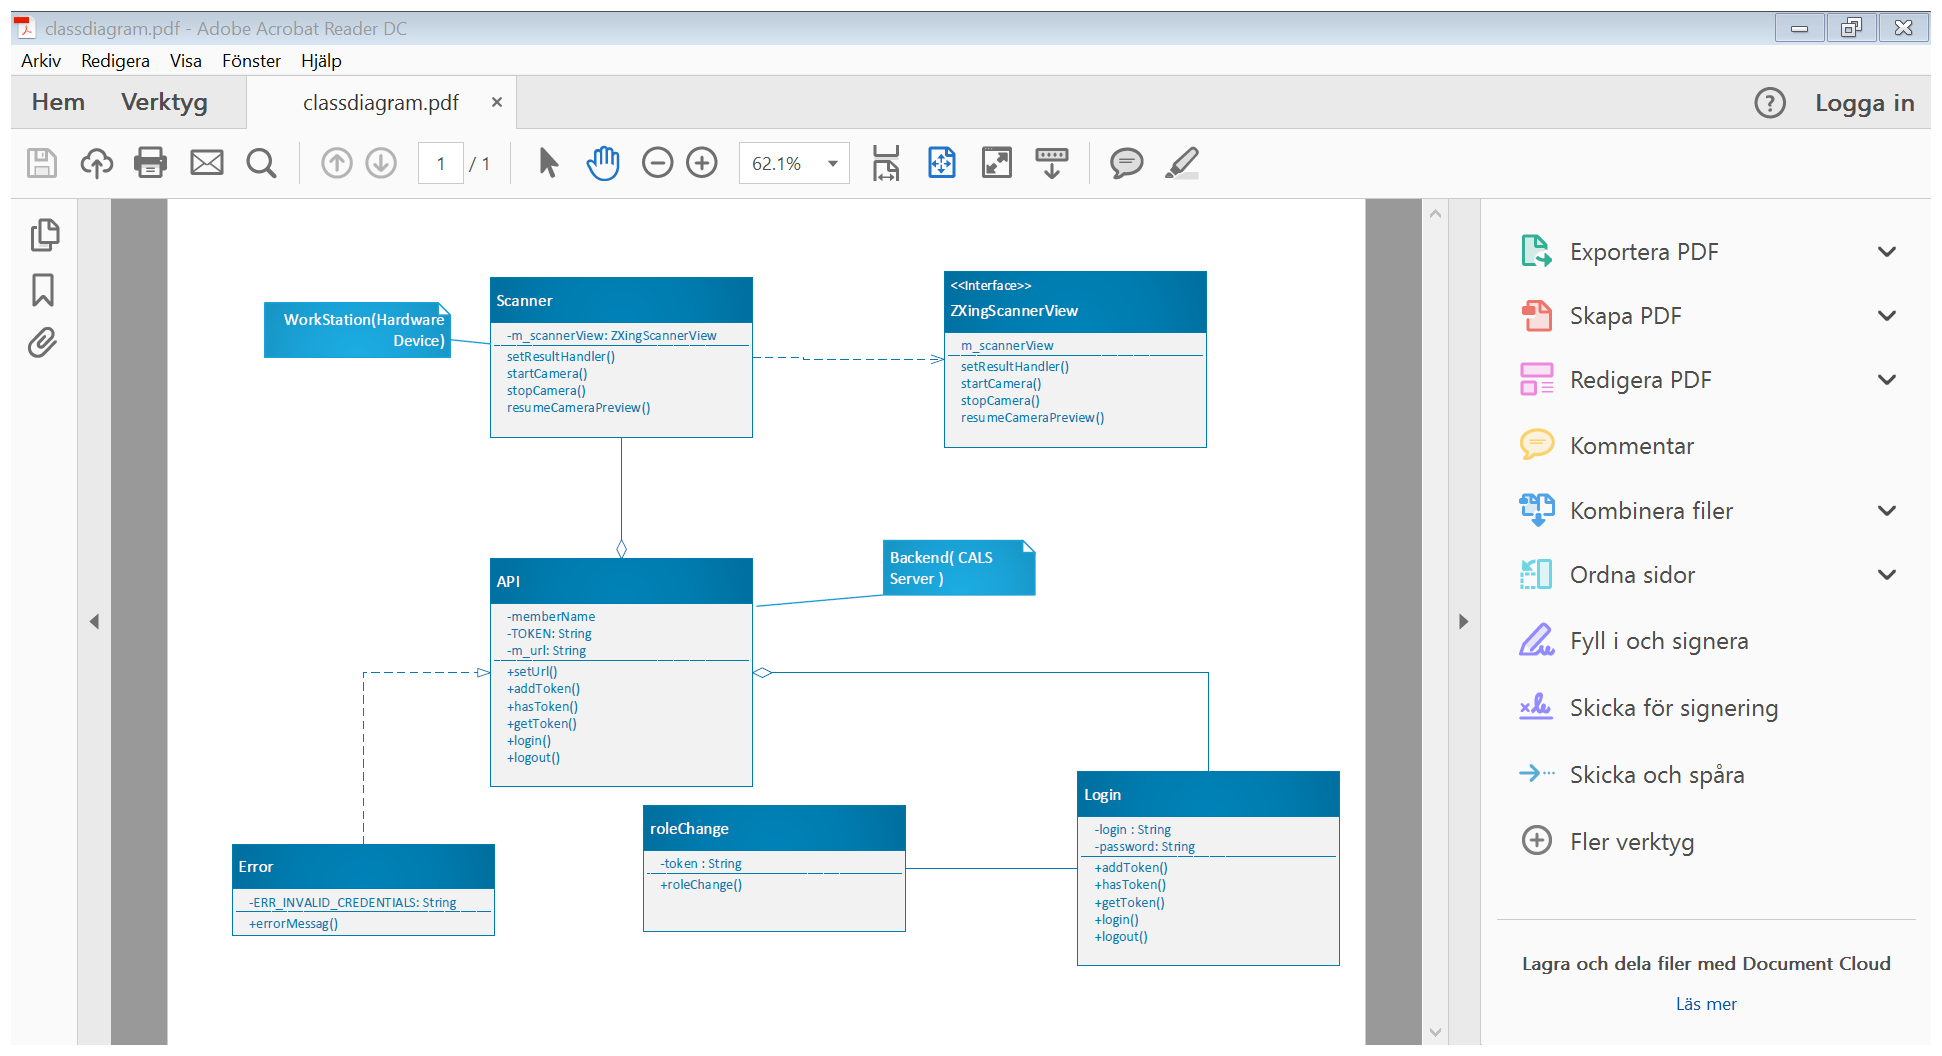 classdiagram.pdf - Adobe Acrobat Reader DC
Arkiv Redigera Visa Fönster Hjälp
Hem Verktyg classdiagram.pdf × ? Logga in
1 / 1 62.1%
WorkStation(Hardware
Device)
Scanner
-m_scannerView: ZXingScannerView
setResultHandler()
startCamera()
stopCamera()
resumeCameraPreview()
<<Interface>>
ZXingScannerView
m_scannerView
setResultHandler()
startCamera()
stopCamera()
resumeCameraPreview()
Backend( CALS
Server )
API
-memberName
-TOKEN: String
-m_url: String
+setUrl()
+addToken()
+hasToken()
+getToken()
+login()
+logout()
Error
-ERR_INVALID_CREDENTIALS: String
+errorMessag()
roleChange
-token : String
+roleChange()
Login
-login : String
-password: String
+addToken()
+hasToken()
+getToken()
+login()
+logout()
Exportera PDF
Skapa PDF
Redigera PDF
Kommentar
Kombinera filer
Ordna sidor
Fyll i och signera
Skicka för signering
Skicka och spåra
Fler verktyg
Lagra och dela filer med Document Cloud
Läs mer